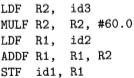 LDF R2, id3
MULF R2, R2, #60.0
LDF R1, id2
ADDF R1, R1, R2
STF id1, R1